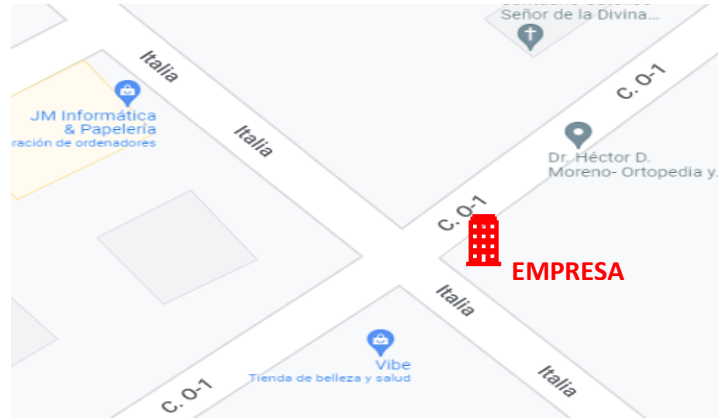 Señor de la Divina...
Italia
C. O-1
JM Informática
& Papelería
ración de ordenadores
Italia
Dr. Héctor D.
Moreno- Ortopedia y
C. O-1
EMPRESA
Italia
Vibe
Tienda de belleza y salud
Italia
C. O-1